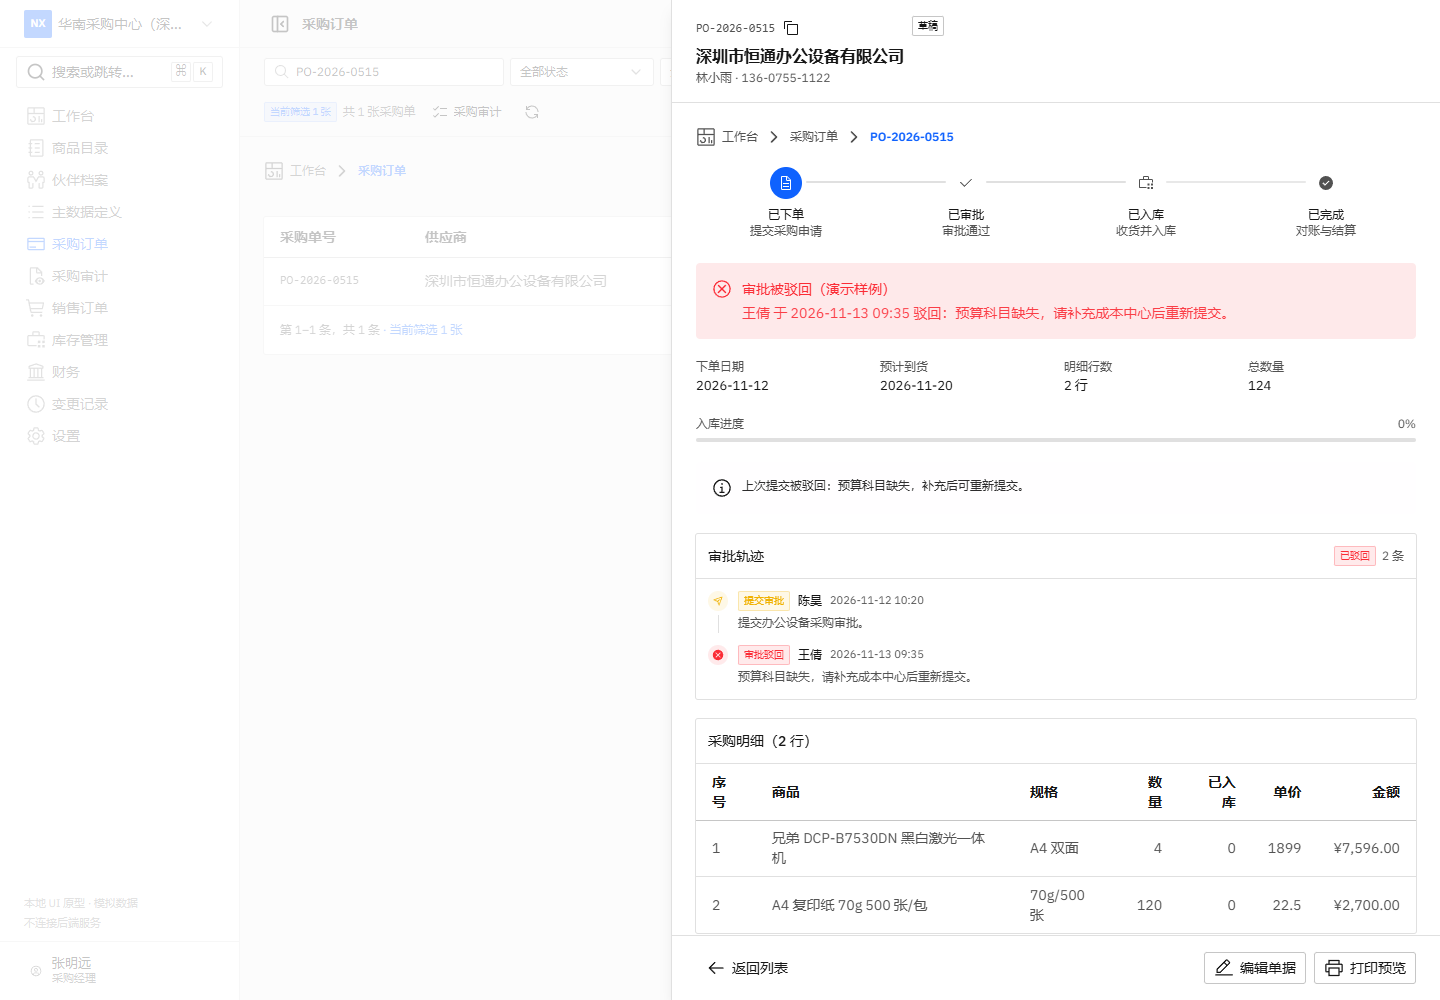 NX 华南采购中心（深...
搜索或跳转... ⌘ K
工作台
商品目录
伙伴档案
主数据定义
采购订单
采购审计
销售订单
库存管理
财务
变更记录
设置
本地 UI 原型 · 模拟数据
不连接后端服务
张明远
采购经理
采购订单
PO-2026-0515 全部状态
当前筛选 1 张 共 1 张采购单 采购审计
工作台 采购订单
采购单号 供应商
PO-2026-0515 深圳市恒通办公设备有限公司
第 1–1 条，共 1 条 · 当前筛选 1 张
PO-2026-0515 草稿
深圳市恒通办公设备有限公司
林小雨 · 136-0755-1122
工作台 采购订单 PO-2026-0515
已下单 已审批 已入库 已完成
提交采购申请 审批通过 收货并入库 对账与结算
审批被驳回（演示样例）
王倩 于 2026-11-13 09:35 驳回：预算科目缺失，请补充成本中心后重新提交。
下单日期 预计到货 明细行数 总数量
2026-11-12 2026-11-20 2 行 124
入库进度 0%
上次提交被驳回：预算科目缺失，补充后可重新提交。
审批轨迹 已驳回 2 条
提交审批 陈昊 2026-11-12 10:20
提交办公设备采购审批。
审批驳回 王倩 2026-11-13 09:35
预算科目缺失，请补充成本中心后重新提交。
采购明细（2 行）
序号 商品 规格 数量 已入库 单价 金额
1 兄弟 DCP-B7530DN 黑白激光一体机 A4 双面 4 0 1899 ¥7,596.00
2 A4 复印纸 70g 500 张/包 70g/500 张 120 0 22.5 ¥2,700.00
返回列表 编辑单据 打印预览